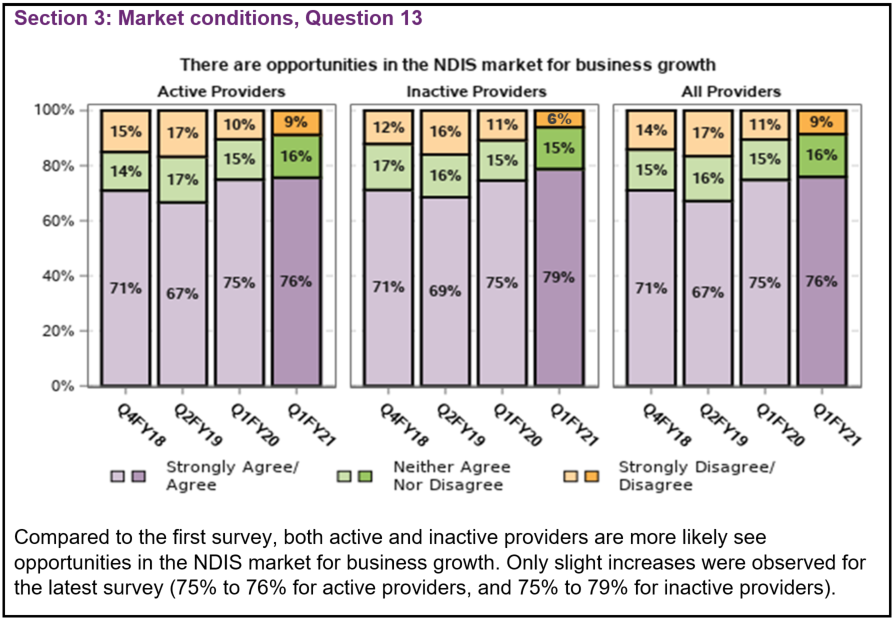 Section 3: Market conditions, Question 13
There are opportunities in the NDIS market for business growth
Active Providers Inactive Providers All Providers
100%
80%
60%
40%
20%
0%
15% 17% 10% 9%
14% 17% 15% 16%
71% 67% 75% 76%
12% 16% 11% 6%
17% 16% 15% 15%
71% 69% 75% 79%
14% 17% 11% 9%
15% 16% 15% 16%
71% 67% 75% 76%
Q4FY18 Q2FY19 Q1FY20 Q1FY21
Q4FY18 Q2FY19 Q1FY20 Q1FY21
Q4FY18 Q2FY19 Q1FY20 Q1FY21
Strongly Agree/
Agree
Neither Agree
Nor Disagree
Strongly Disagree/
Disagree
Compared to the first survey, both active and inactive providers are more likely see
opportunities in the NDIS market for business growth. Only slight increases were observed for
the latest survey (75% to 76% for active providers, and 75% to 79% for inactive providers).